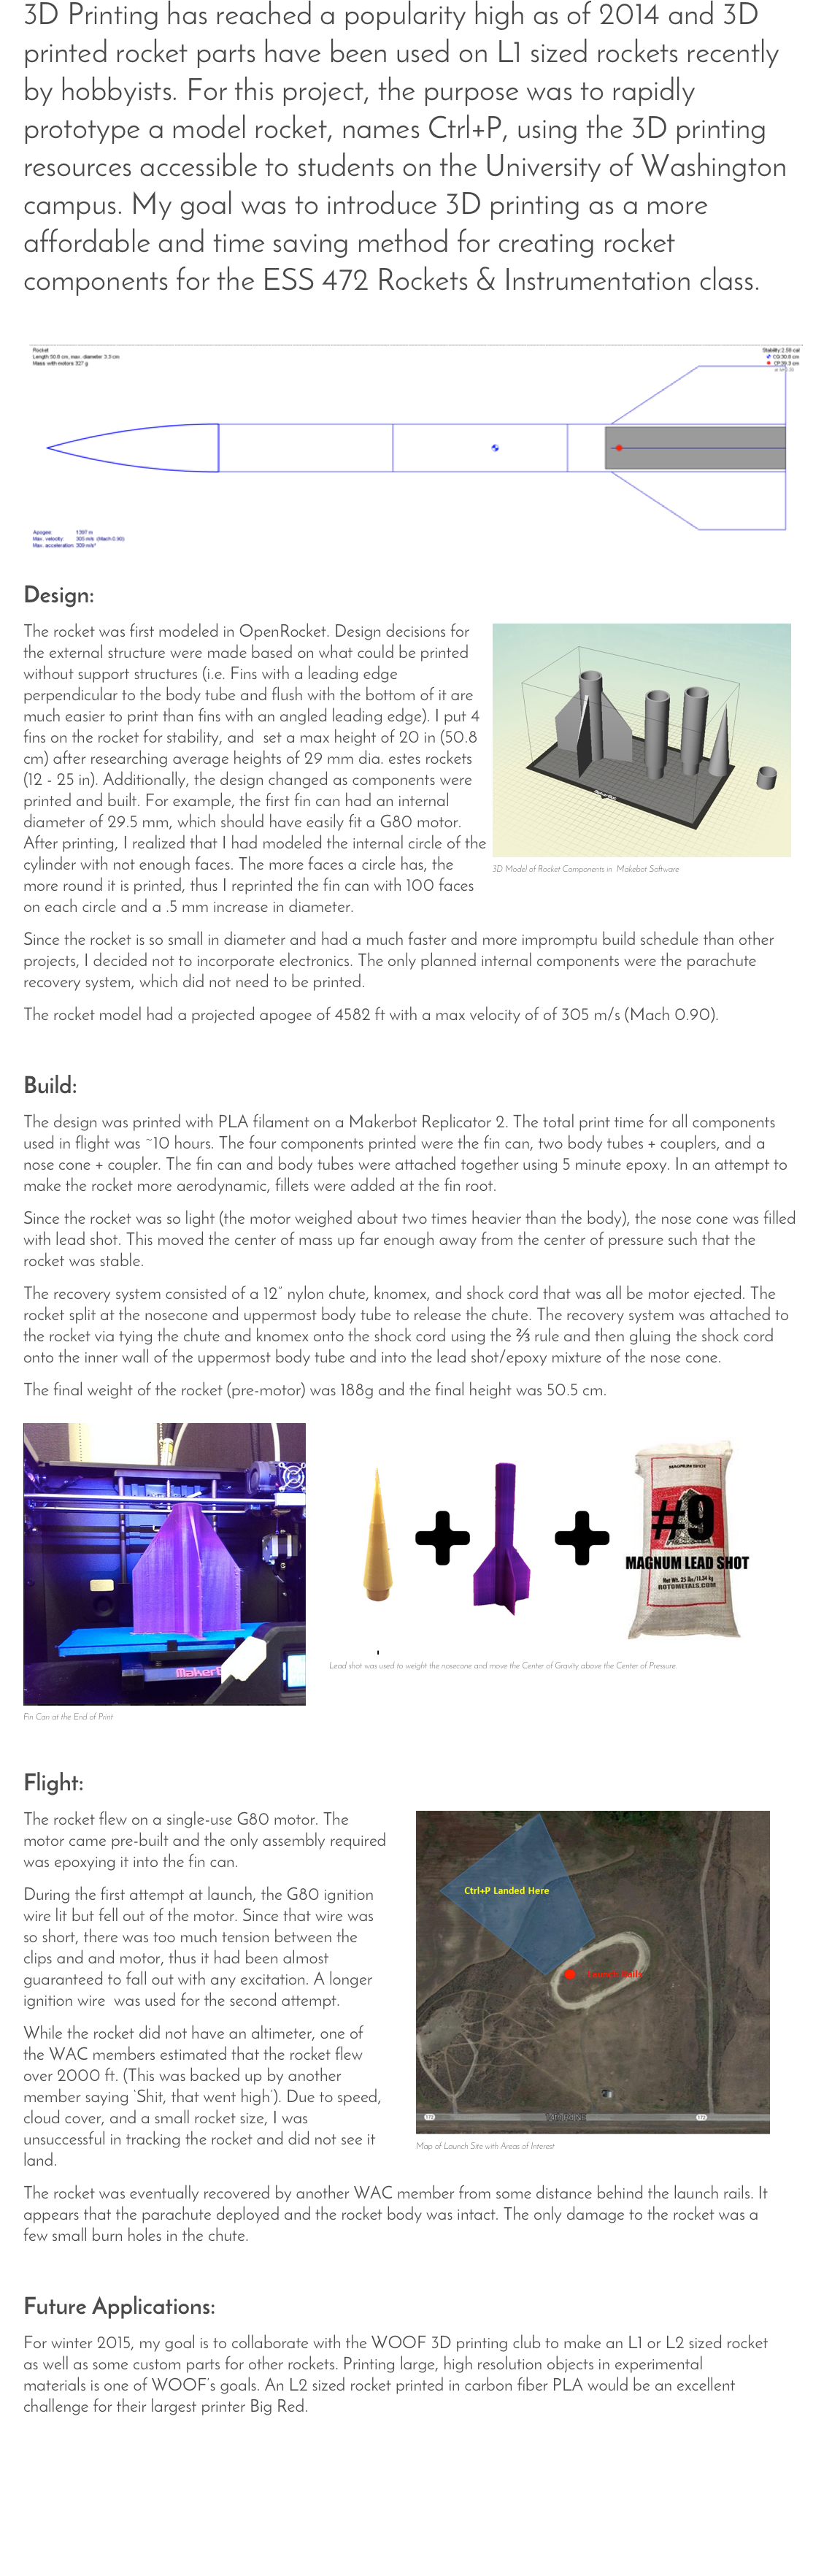 3D Printing has reached a popularity high as of 2014 and 3D
printed rocket parts have been used on L1 sized rockets recently
by hobbyists. For this project, the purpose was to rapidly
prototype a model rocket, names Ctrl+P, using the 3D printing
resources accessible to students on the University of Washington
campus. My goal was to introduce 3D printing as a more
affordable and time saving method for creating rocket
components for the ESS 472 Rockets & Instrumentation class.
Rocket
Length 50.8 cm, max. diameter 3.3 cm
Mass with motors 327 g
Stability: 2.58 cal
CG:30.8 cm
CP:39.3 cm
Apogee: 1397 m
Max. velocity: 305 m/s (Mach 0.90)
Max. acceleration: 309 m/s²
Design:
The rocket was first modeled in OpenRocket. Design decisions for
the external structure were made based on what could be printed
without support structures (i.e. Fins with a leading edge
perpendicular to the body tube and flush with the bottom of it are
much easier to print than fins with an angled leading edge). I put 4
fins on the rocket for stability, and set a max height of 20 in (50.8
cm) after researching average heights of 29 mm dia. estes rockets
(12 - 25 in). Additionally, the design changed as components were
printed and built. For example, the first fin can had an internal
diameter of 29.5 mm, which should have easily fit a G80 motor.
After printing, I realized that I had modeled the internal circle of the
cylinder with not enough faces. The more faces a circle has, the
more round it is printed, thus I reprinted the fin can with 100 faces
on each circle and a .5 mm increase in diameter.
3D Model of Rocket Components in Makebot Software
Since the rocket is so small in diameter and had a much faster and more impromptu build schedule than other
projects, I decided not to incorporate electronics. The only planned internal components were the parachute
recovery system, which did not need to be printed.
The rocket model had a projected apogee of 4582 ft with a max velocity of of 305 m/s (Mach 0.90).
Build:
The design was printed with PLA filament on a Makerbot Replicator 2. The total print time for all components
used in flight was ~10 hours. The four components printed were the fin can, two body tubes + couplers, and a
nose cone + coupler. The fin can and body tubes were attached together using 5 minute epoxy. In an attempt to
make the rocket more aerodynamic, fillets were added at the fin root.
Since the rocket was so light (the motor weighed about two times heavier than the body), the nose cone was filled
with lead shot. This moved the center of mass up far enough away from the center of pressure such that the
rocket was stable.
The recovery system consisted of a 12" nylon chute, knomex, and shock cord that was all be motor ejected. The
rocket split at the nosecone and uppermost body tube to release the chute. The recovery system was attached to
the rocket via tying the chute and knomex onto the shock cord using the ⅔ rule and then gluing the shock cord
onto the inner wall of the uppermost body tube and into the lead shot/epoxy mixture of the nose cone.
The final weight of the rocket (pre-motor) was 188g and the final height was 50.5 cm.
MAGNUM SHOT
#9
MAGNUM LEAD SHOT
Net Wt. 25 Lbs/11.34 kg
ROTOMETALS.COM
MakerB
Lead shot was used to weight the nosecone and move the Center of Gravity above the Center of Pressure.
Fin Can at the End of Print
Flight:
The rocket flew on a single-use G80 motor. The
motor came pre-built and the only assembly required
was epoxying it into the fin can.
During the first attempt at launch, the G80 ignition
wire lit but fell out of the motor. Since that wire was
so short, there was too much tension between the
clips and and motor, thus it had been almost
guaranteed to fall out with any excitation. A longer
ignition wire was used for the second attempt.
While the rocket did not have an altimeter, one of
the WAC members estimated that the rocket flew
over 2000 ft. (This was backed up by another
member saying 'Shit, that went high'). Due to speed,
cloud cover, and a small rocket size, I was
unsuccessful in tracking the rocket and did not see it
land.
Ctrl+P Landed Here
Launch Rails
172
172
Map of Launch Site with Areas of Interest
The rocket was eventually recovered by another WAC member from some distance behind the launch rails. It
appears that the parachute deployed and the rocket body was intact. The only damage to the rocket was a
few small burn holes in the chute.
Future Applications:
For winter 2015, my goal is to collaborate with the WOOF 3D printing club to make an L1 or L2 sized rocket
as well as some custom parts for other rockets. Printing large, high resolution objects in experimental
materials is one of WOOF's goals. An L2 sized rocket printed in carbon fiber PLA would be an excellent
challenge for their largest printer Big Red.